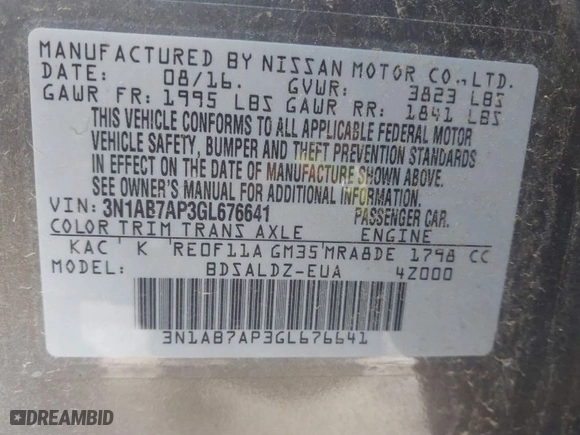 MANUFACTURED BY NISSAN MOTOR CO.,LTD.
DATE: 08/16. GVWR: 3823 LBS
GAWR FR: 1995 LBS GAWR RR: 1841 LBS
THIS VEHICLE CONFORMS TO ALL APPLICABLE FEDERAL MOTOR
VEHICLE SAFETY, BUMPER AND THEFT PREVENTION STANDARDS
IN EFFECT ON THE DATE OF MANUFACTURE SHOWN ABOVE.
SEE OWNER'S MANUAL FOR ADDITIONAL INFORMATION.
VIN: 3N1AB7AP3GL676641 PASSENGER CAR.
COLOR TRIM TRANS AXLE ENGINE
KAC K RE0F11A GM35 MRA8DE 1798 CC
MODEL: BDSALDZ-EUA 4Z000
3N1AB7AP3GL676641
DREAMBID